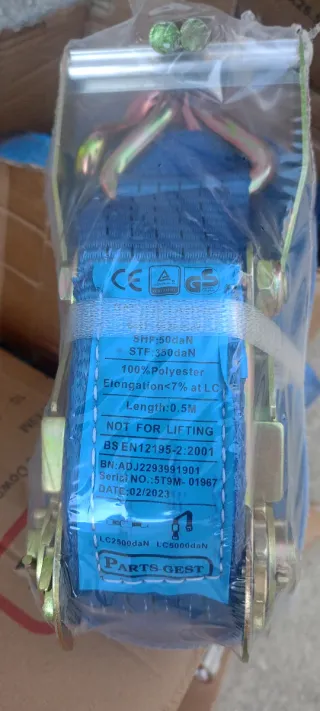 CE GS
SHF:50daN
STF:350daN
100%Polyester
Elongation<7% at LC
Length:0.5M
NOT FOR LIFTING
BS EN12195-2:2001
BN:ADJ2293991901
Serial NO.:5T9M- 01967
DATE:02/2023
LC2500daN LC5000daN
PARTS GEST